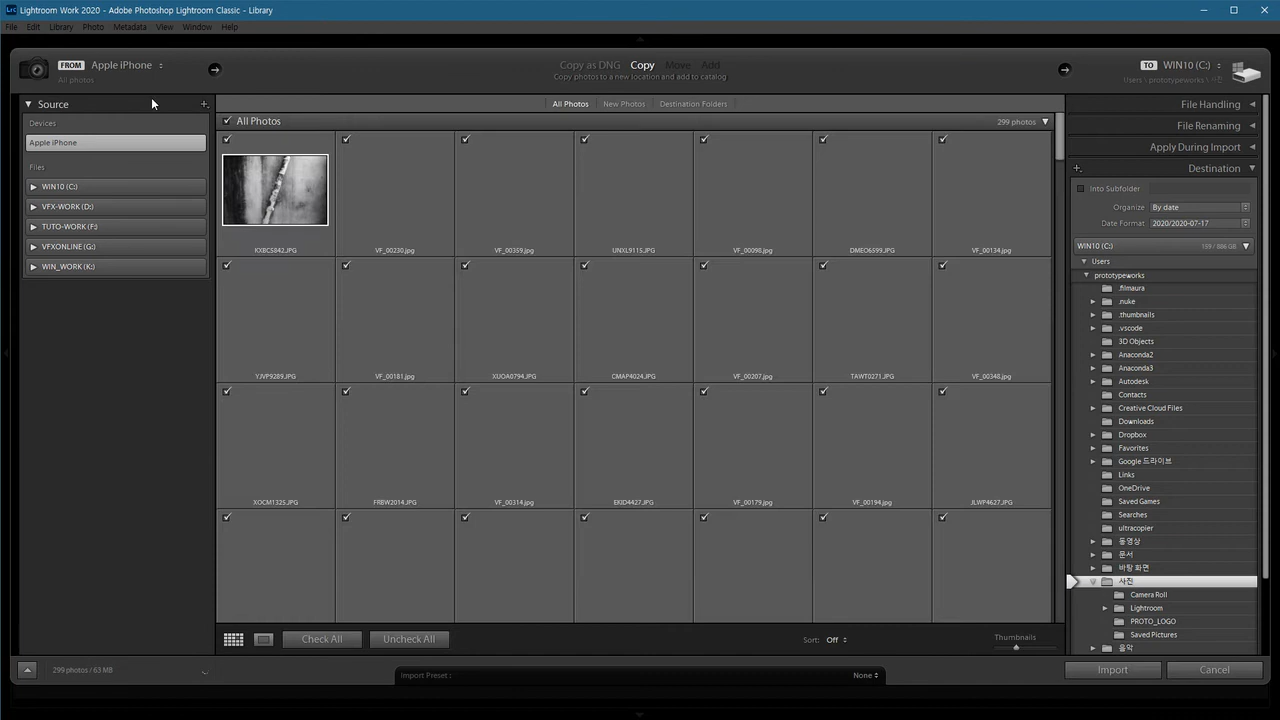 Lightroom Work 2020 - Adobe Photoshop Lightroom Classic - Library
File Edit Library Photo Metadata View Window Help
FROM Apple iPhone
All photos
Copy as DNG Copy Move Add
Copy photos to a new location and add to catalog
TO WIN10 (C:)
Users \ prototypeworks \ 사진
Source
Devices
Apple iPhone
Files
WIN10 (C:)
VFX-WORK (D:)
TUTO-WORK (F:)
VFXONLINE (G:)
WIN_WORK (K:)
All Photos New Photos Destination Folders
All Photos 299 photos
KXBC5842.JPG VF_00230.jpg VF_00359.jpg UNXL9115.JPG VF_00098.jpg DMEO6599.JPG VF_00134.jpg
YJVP9289.JPG VF_00181.jpg XUOA0794.JPG CMAP4024.JPG VF_00207.jpg TAWT0271.JPG VF_00348.jpg
XOCM1325.JPG FRBW2014.JPG VF_00314.jpg EKID4427.JPG VF_00179.jpg VF_00194.jpg JLWP4627.JPG
Check All Uncheck All Sort: Off Thumbnails
File Handling
File Renaming
Apply During Import
Destination
Into Subfolder
Organize By date
Date Format 2020/2020-07-17
WIN10 (C:) 159 / 886 GB
Users
prototypeworks
.filmaura
.nuke
.thumbnails
.vscode
3D Objects
Anaconda2
Anaconda3
Autodesk
Contacts
Creative Cloud Files
Downloads
Dropbox
Favorites
Google 드라이브
Links
OneDrive
Saved Games
Searches
ultracopier
동영상
문서
바탕 화면
사진
Camera Roll
Lightroom
PROTO_LOGO
Saved Pictures
음악
299 photos / 63 MB
Import Preset : None
Import Cancel